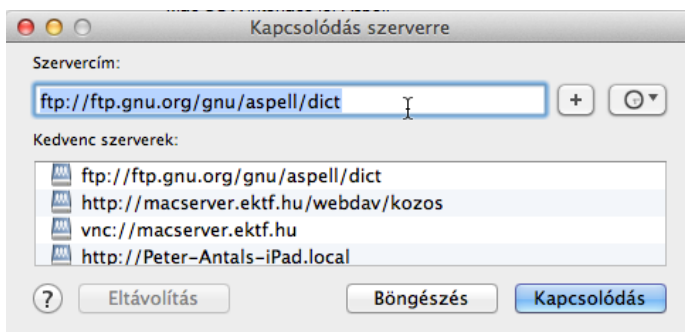 Kapcsolódás szerverre
Szervercím:
ftp://ftp.gnu.org/gnu/aspell/dict
+
Kedvenc szerverek:
ftp://ftp.gnu.org/gnu/aspell/dict
http://macserver.ektf.hu/webdav/kozos
vnc://macserver.ektf.hu
http://Peter-Antals-iPad.local
? Eltávolítás Böngészés Kapcsolódás